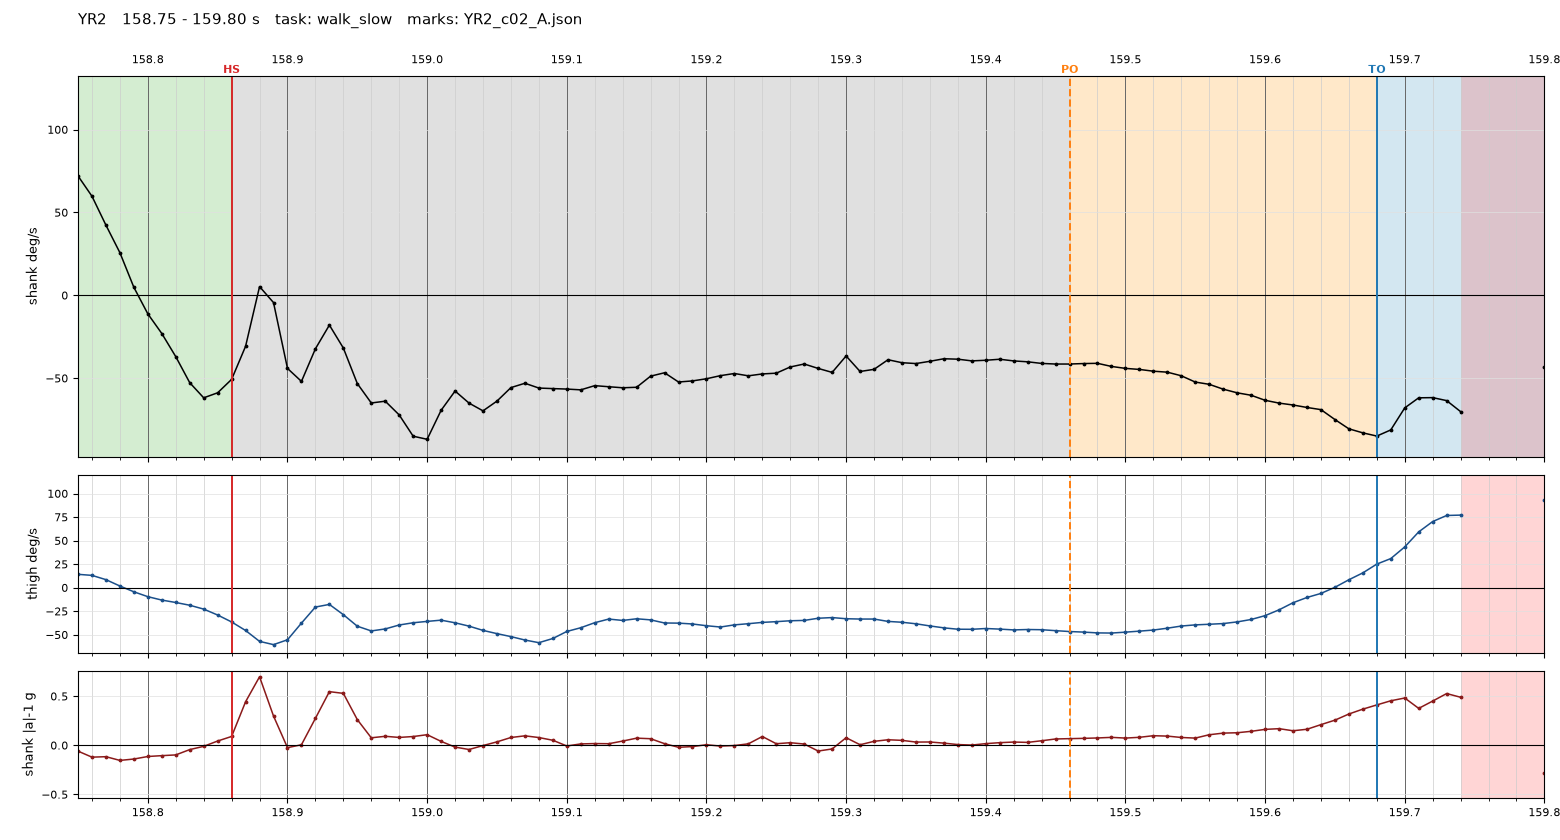 YR2   158.75 - 159.80 s   task: walk_slow   marks: YR2_c02_A.json
158.8 158.9 159.0 159.1 159.2 159.3 159.4 159.5 159.6 159.7 159.8
HS PO TO
shank deg/s
100
50
0
−50
thigh deg/s
100
75
50
25
0
−25
−50
shank |a|-1 g
0.5
0.0
−0.5
158.8 158.9 159.0 159.1 159.2 159.3 159.4 159.5 159.6 159.7 159.8